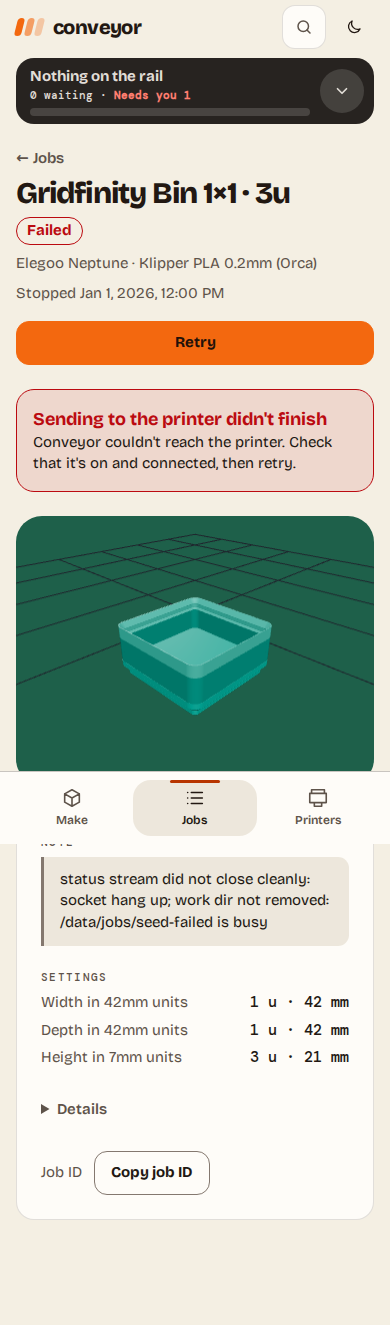 conveyor
Nothing on the rail
0 waiting · Needs you 1
← Jobs
Gridfinity Bin 1×1 · 3u
Failed
Elegoo Neptune · Klipper PLA 0.2mm (Orca)
Stopped Jan 1, 2026, 12:00 PM
Retry
Sending to the printer didn't finish
Conveyor couldn't reach the printer. Check
that it's on and connected, then retry.
Make
Jobs
Printers
status stream did not close cleanly:
socket hang up; work dir not removed:
/data/jobs/seed-failed is busy
SETTINGS
Width in 42mm units 1 u · 42 mm
Depth in 42mm units 1 u · 42 mm
Height in 7mm units 3 u · 21 mm
Details
Job ID Copy job ID